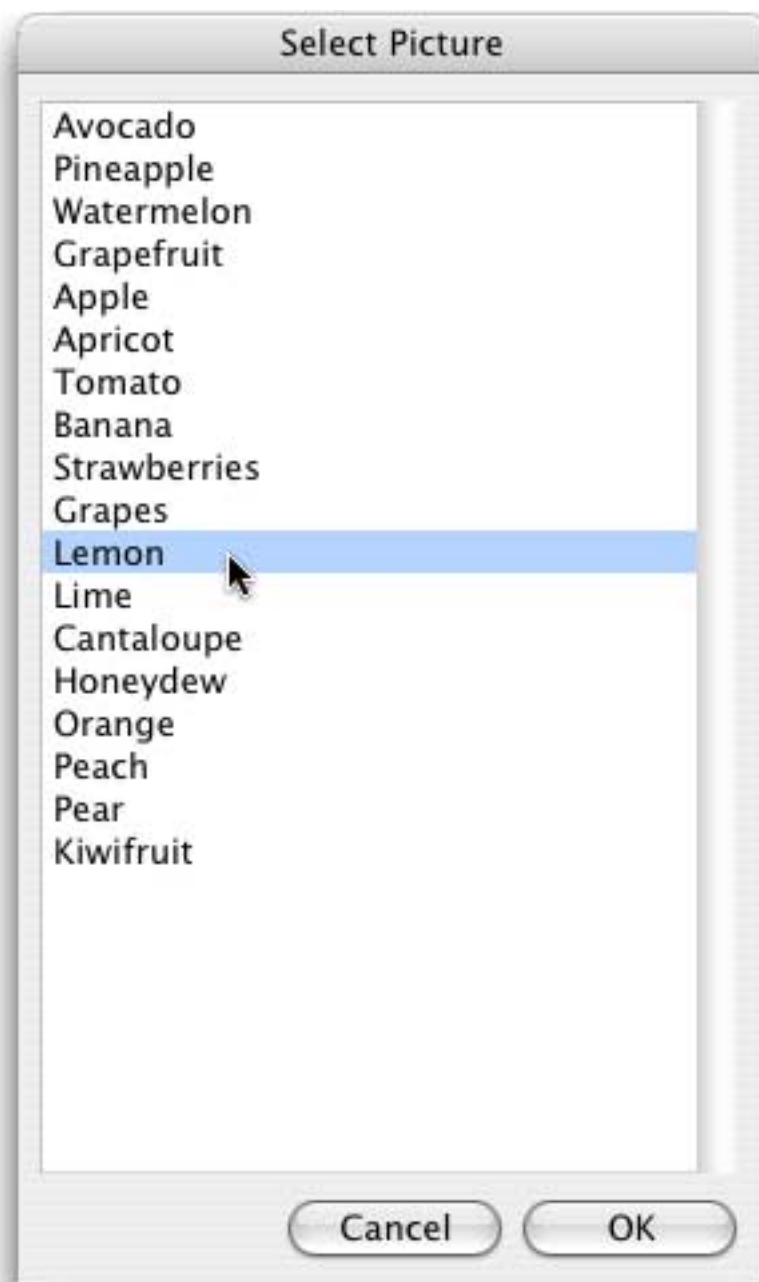 Select Picture
Avocado
Pineapple
Watermelon
Grapefruit
Apple
Apricot
Tomato
Banana
Strawberries
Grapes
Lemon
Lime
Cantaloupe
Honeydew
Orange
Peach
Pear
Kiwifruit
Cancel OK